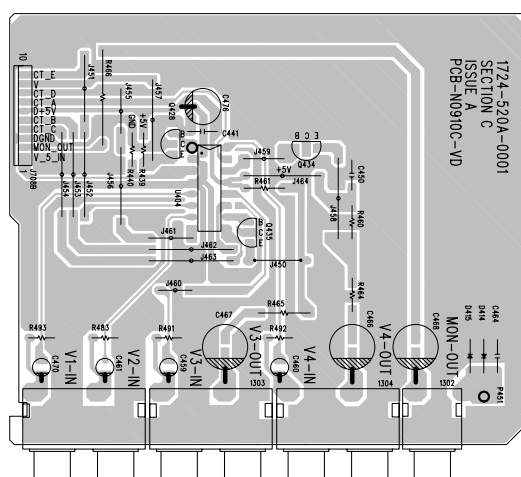 1724-520A-0001
SECTION C
ISSUE A
PCB-NO910C-VD
10
CT_E
V
CT_D
CT_A
D+5V
CT_B
CT_C
DGND
MON_OUT
V_5_IN
1
J708B
J451
R466
J455
J457
Q428
C476
C441
B
C
E
GND
+5V
R440
R439
J454
J453
J452
J456
U404
J459
+5V
R461
J464
E C B
Q434
C450
J458
R460
B
C
E
Q435
J461
J462
J463
J450
J460
R464
R465
R493
R483
R491
R492
C467
C466
C468
C470
C461
C459
C460
V1-IN
V2-IN
V3-IN
V3-OUT
V4-IN
V4-OUT
MON-OUT
D415
D414
C464
P451
1303
1304
1302